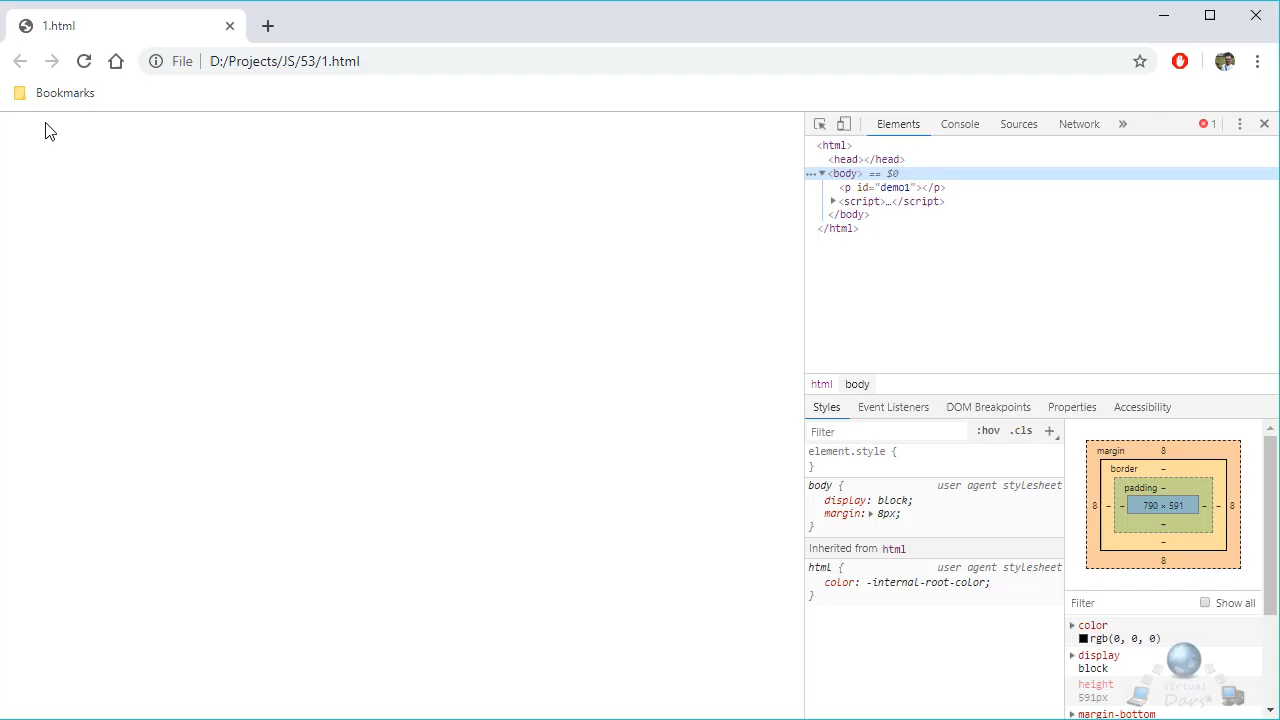 1.html
File D:/Projects/JS/53/1.html
Bookmarks
Elements Console Sources Network » 1
<html>
<head></head>
<body> == $0
<p id="demo1"></p>
<script>…</script>
</body>
</html>
html body
Styles Event Listeners DOM Breakpoints Properties Accessibility
Filter :hov .cls +
element.style {
}
body { user agent stylesheet
display: block;
margin: 8px;
}
Inherited from html
html { user agent stylesheet
color: -internal-root-color;
}
margin 8
border –
padding –
8 – – 790 × 591 – – 8
–
–
8
Filter Show all
color
rgb(0, 0, 0)
display
block
height
591px
margin-bottom
Virtual
Dars